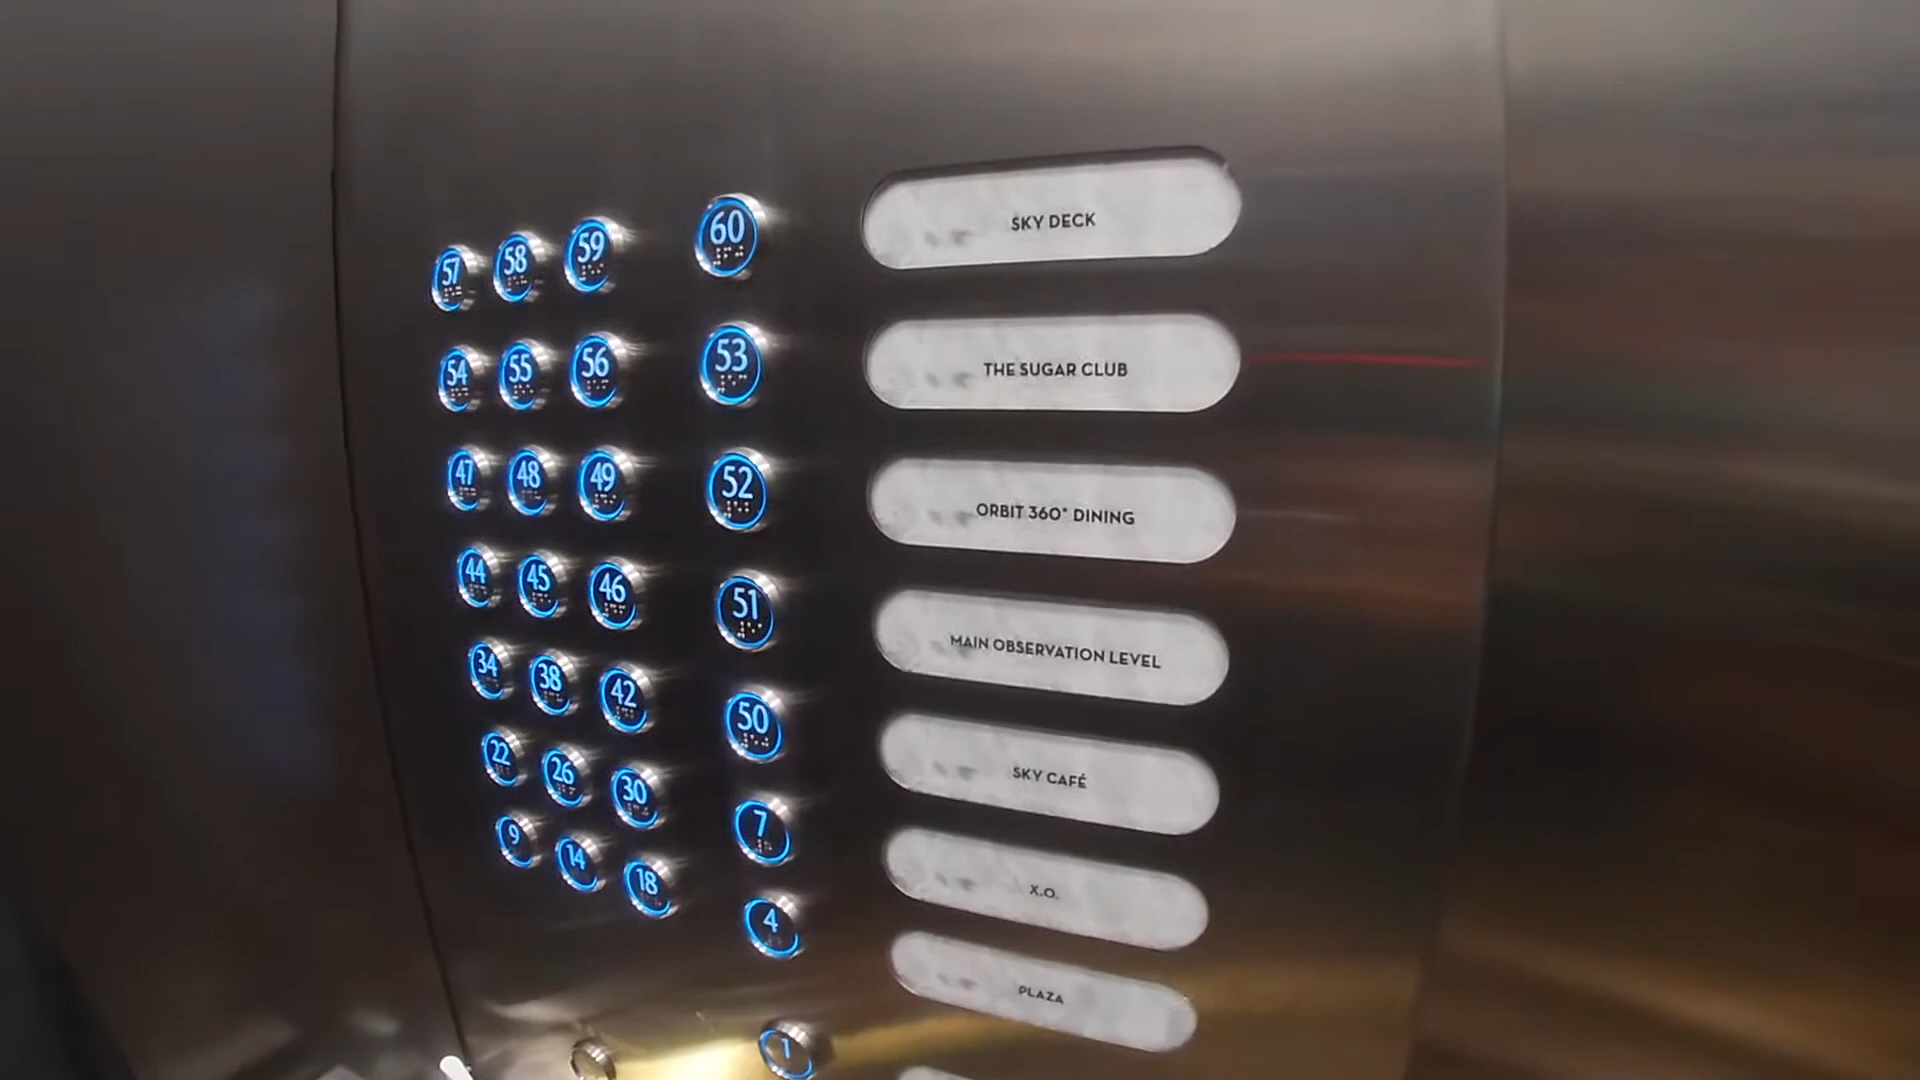 57 58 59 60 SKY DECK
54 55 56 53 THE SUGAR CLUB
47 48 49 52 ORBIT 360° DINING
44 45 46 51 MAIN OBSERVATION LEVEL
34 38 42 50 SKY CAFÉ
22 26 30 7 X.O.
9 14 18 4 PLAZA
1